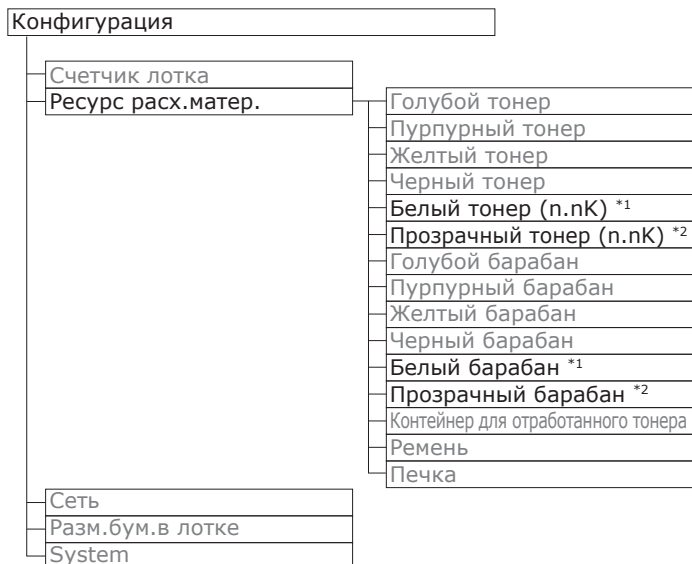 Конфигурация
Счетчик лотка
Ресурс расх.матер.
Голубой тонер
Пурпурный тонер
Желтый тонер
Черный тонер
Белый тонер (n.nK) *1
Прозрачный тонер (n.nK) *2
Голубой барабан
Пурпурный барабан
Желтый барабан
Черный барабан
Белый барабан *1
Прозрачный барабан *2
Контейнер для отработанного тонера
Ремень
Печка
Сеть
Разм.бум.в лотке
System